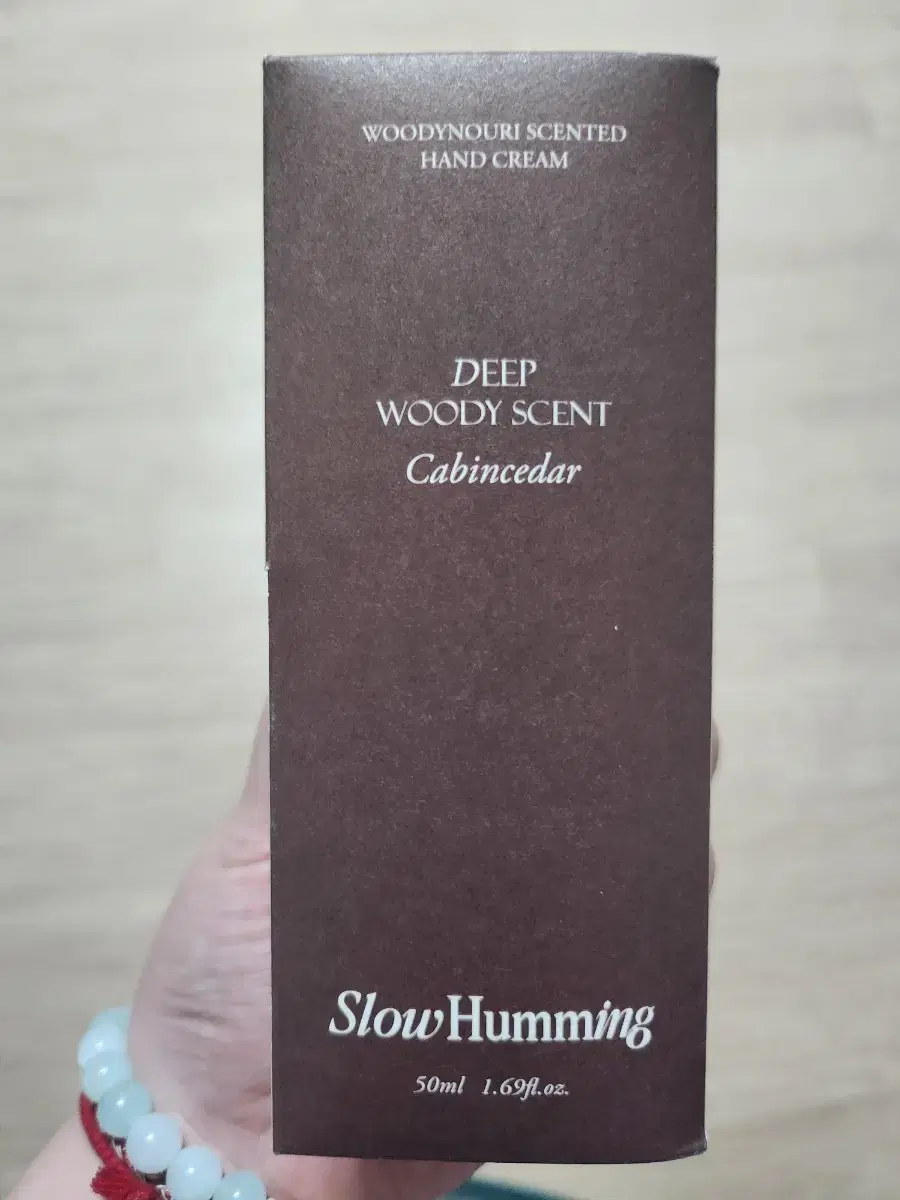 WOODYNOURI SCENTED
HAND CREAM
DEEP
WOODY SCENT
Cabincedar
SlowHumming
50ml 1.69fl.oz.